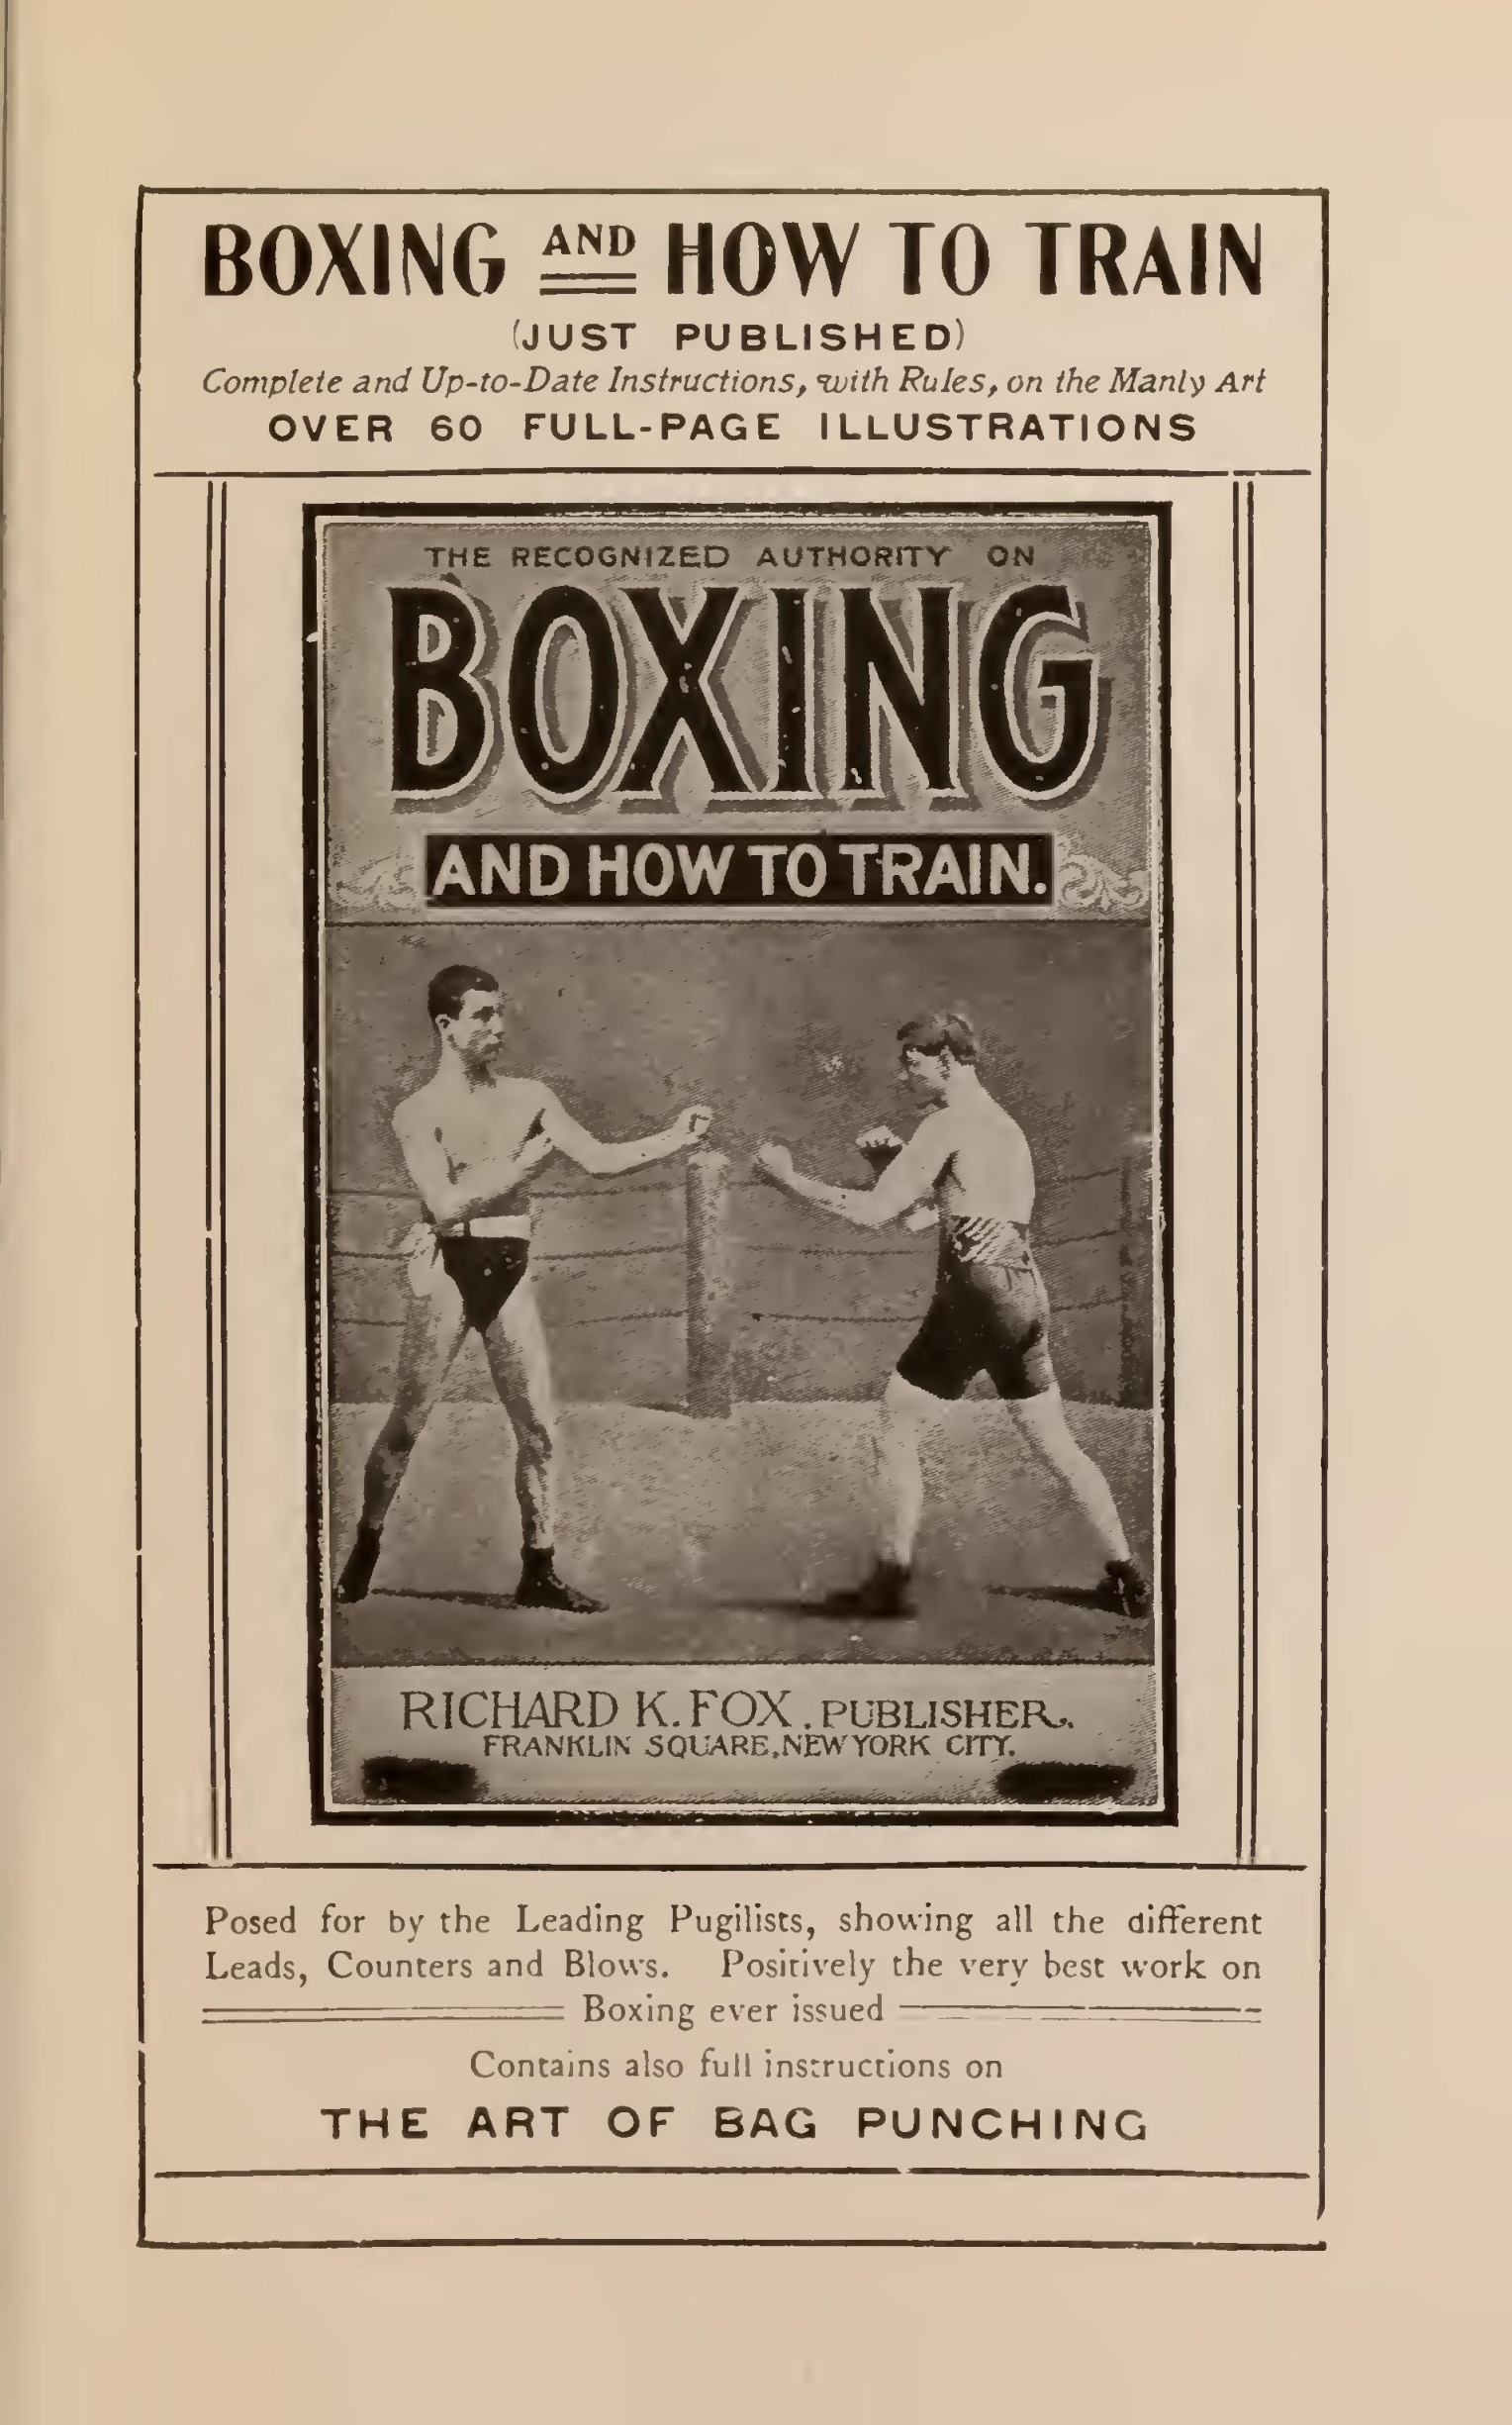 BOXING AND HOW TO TRAIN
(JUST PUBLISHED)
Complete and Up-to-Date Instructions, with Rules, on the Manly Art
OVER 60 FULL-PAGE ILLUSTRATIONS
THE RECOGNIZED AUTHORITY ON
BOXING
AND HOW TO TRAIN.
RICHARD K. FOX. PUBLISHER.
FRANKLIN SQUARE, NEW YORK CITY.
Posed for by the Leading Pugilists, showing all the different
Leads, Counters and Blows. Positively the very best work on
Boxing ever issued
Contains also full instructions on
THE ART OF BAG PUNCHING